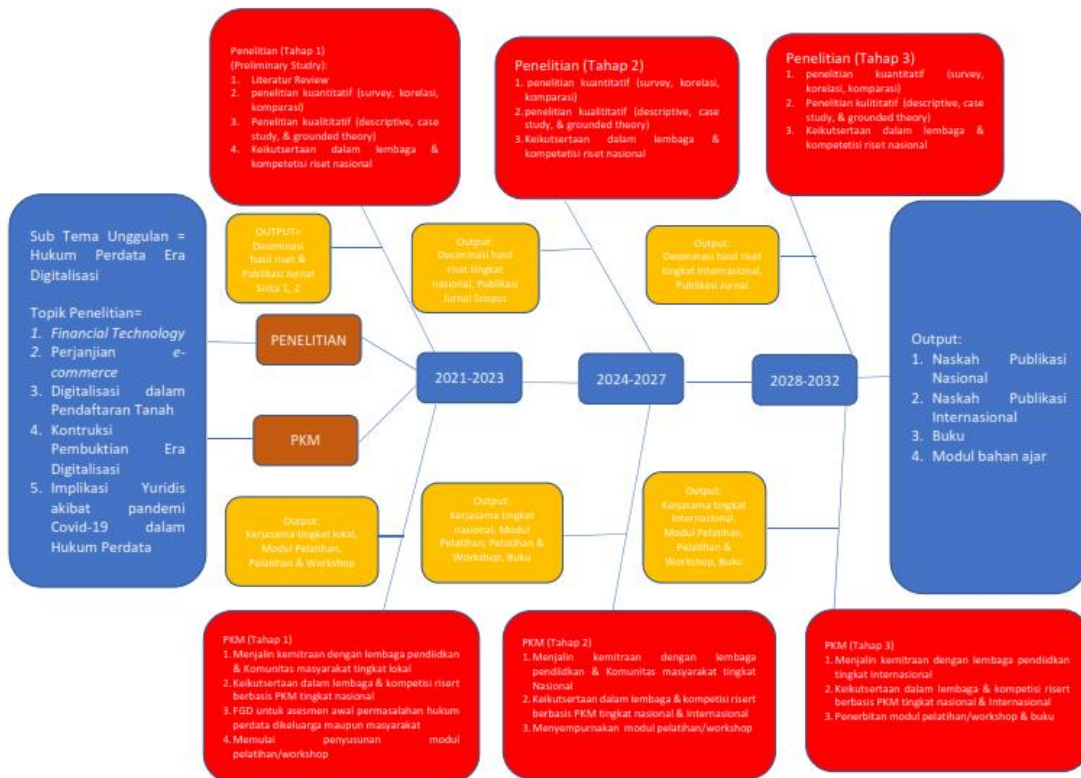 Penelitian (Tahap 1)
(Preliminary Studry):
1. Literatur Review
2. penelitian kuantitatif (survey, korelasi,
komparasi)
3. Penelitian kualititatif (descriptive, case
study, & grounded theory)
4. Keikutsertaan dalam lembaga &
kompetetisi riset nasional
Penelitian (Tahap 2)
1. penelitian kuantitatif (survey, korelasi,
komparasi)
2.penelitian kualititatif (descriptive, case
study, & grounded theory)
3.Keikutsertaan dalam lembaga &
kompetetisi riset nasional
Penelitian (Tahap 3)
1. penelitian kuantitatif (survey,
korelasi, komparasi)
2. Penelitian kulititatif (descriptive, case
study, & grounded theory)
3. Keikutsertaan dalam lembaga &
kompetetisi riset nasional
Sub Tema Unggulan =
Hukum Perdata Era
Digitalisasi
Topik Penelitian=
1. Financial Technology
2. Perjanjian e-
commerce
3. Digitalisasi dalam
Pendaftaran Tanah
4. Kontruksi
Pembuktian Era
Digitalisasi
5. Implikasi Yuridis
akibat pandemi
Covid-19 dalam
Hukum Perdata
OUTPUT=
Desiminasi
hasil riset &
Publikasi Jurnal
Sinta 1, 2
Output:
Desiminasi hasil
riset tingkat
nasional, Publikasi
Jurnal Scopus
Output:
Desiminasi hasil riset
tingkat Internasional,
Publikasi Jurnal
PENELITIAN
PKM
2021-2023
2024-2027
2028-2032
Output:
1. Naskah Publikasi
Nasional
2. Naskah Publikasi
Internasional
3. Buku
4. Modul bahan ajar
Output:
Kerjasama tingkat lokal,
Modul Pelatihan,
Pelatihan & Workshop
Output:
Kerjasama tingkat
nasional, Modul
Pelatihan, Pelatihan &
Workshop, Buku
Output:
Kerjasama tingkat
Internasional,
Modul Pelatihan,
Pelatihan &
Workshop, Buku
PKM (Tahap 1)
1. Menjalin kemitraan dengan lembaga pendiidkan
& Komunitas masyarakat tingkat lokal
2. Keikutsertaan dalam lembaga & kompetisi risert
berbasis PKM tingkat nasional
3. FGD untuk asesmen awal permasalahan hukum
perdata dikeluarga maupun masyarakat
4. Memulai penyusunan modul
pelatihan/workshop
PKM (Tahap 2)
1. Menjalin kemitraan dengan lembaga
pendiidkan & Komunitas masyarakat tingkat
Nasional
2. Keikutsertaan dalam lembaga & kompetisi risert
berbasis PKM tingkat nasional & Internasional
3. Menyempurnakan modul pelatihan/workshop
PKM (Tahap 3)
1. Menjalin kemitraan dengan lembaga pendiidkan
tingkat Internasional
2. Keikutsertaan dalam lembaga & kompetisi risert
berbasis PKM tingkat nasional & Internasional
3. Penerbitan modul pelatihan/workshop & buku